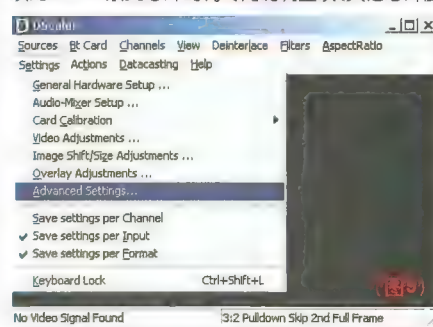 DScaler
Sources Bt Card Channels View Deinterlace Filters AspectRatio
Settings Actions Datacasting Help
General Hardware Setup ...
Audio-Mixer Setup ...
Card Calibration
Video Adjustments ...
Image Shift/Size Adjustments ...
Overlay Adjustments ...
Advanced Settings...
Save settings per Channel
Save settings per Input
Save settings per Format
Keyboard Lock Ctrl+Shift+L
No Video Signal Found 3:2 Pulldown Skip 2nd Full Frame